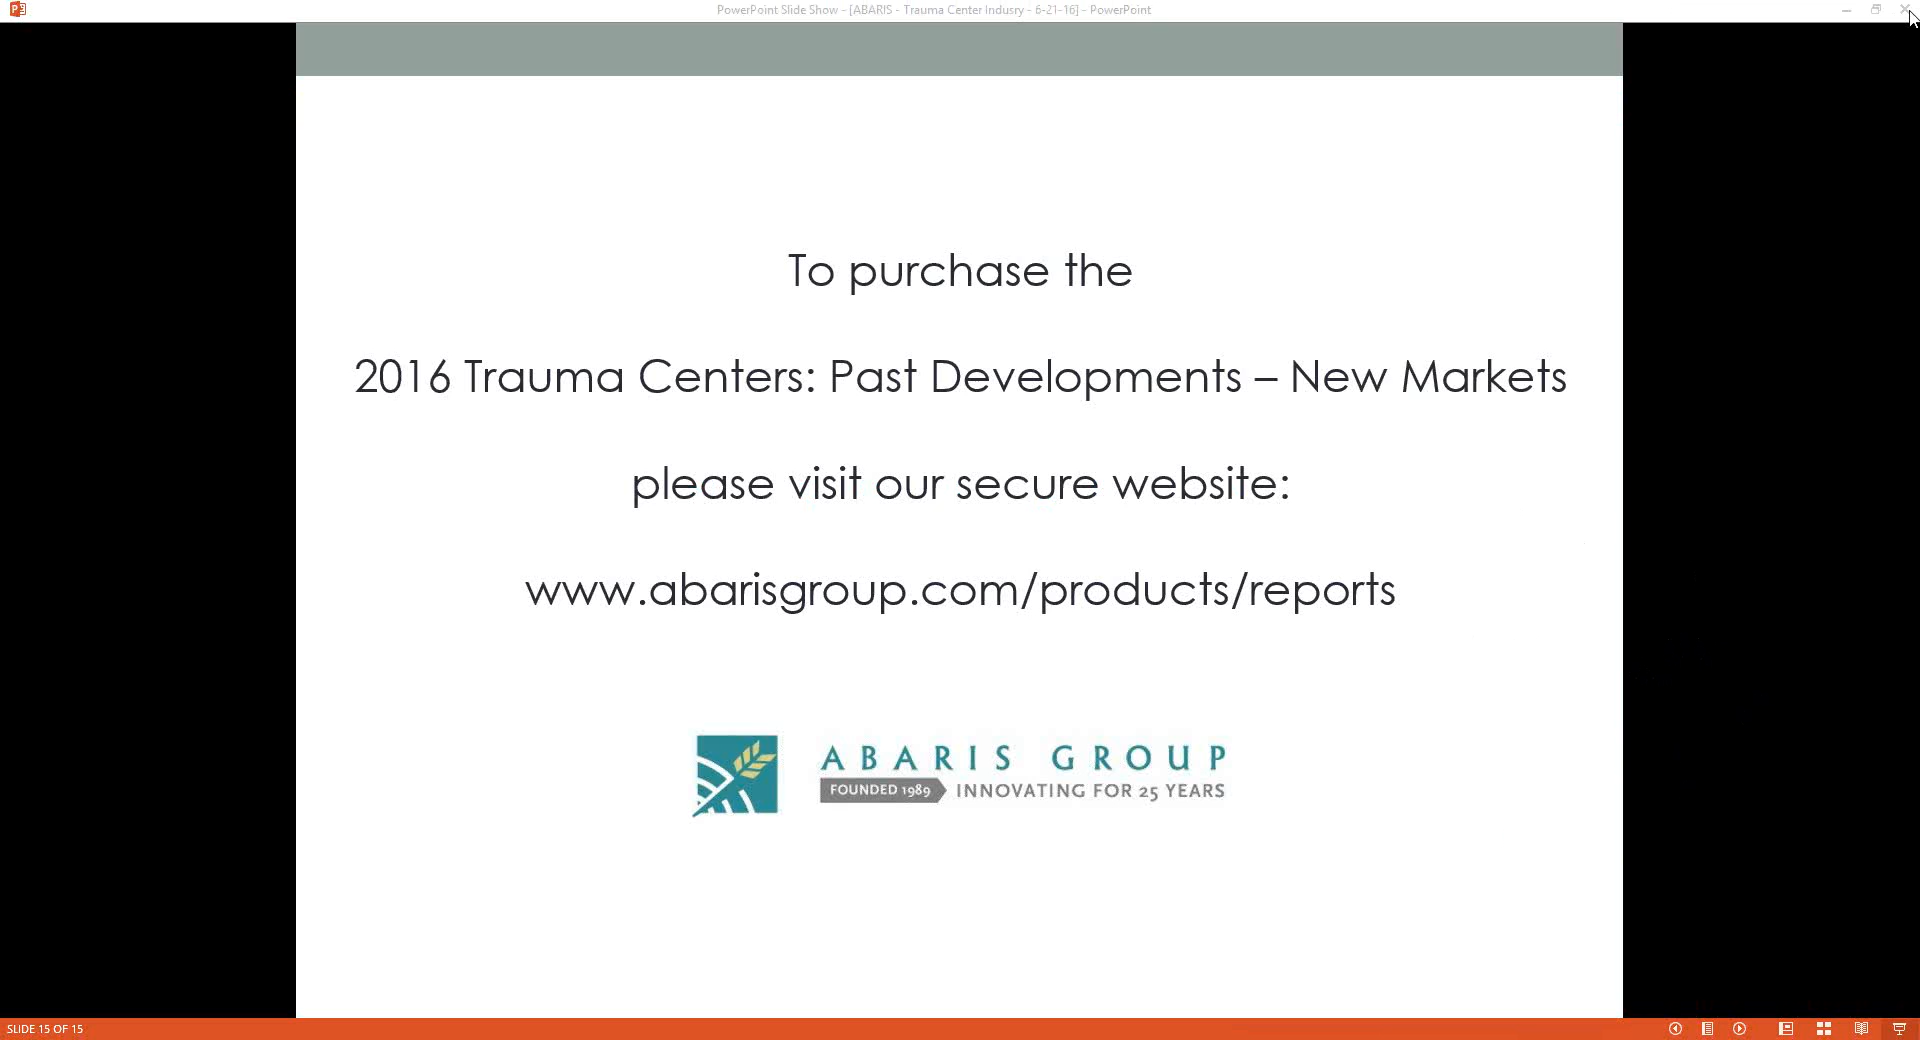 PowerPoint Slide Show - [ABARIS - Trauma Center Indusry - 6-21-16] - PowerPoint
To purchase the
2016 Trauma Centers: Past Developments – New Markets
please visit our secure website:
www.abarisgroup.com/products/reports
ABARIS GROUP
FOUNDED 1989 INNOVATING FOR 25 YEARS
SLIDE 15 OF 15